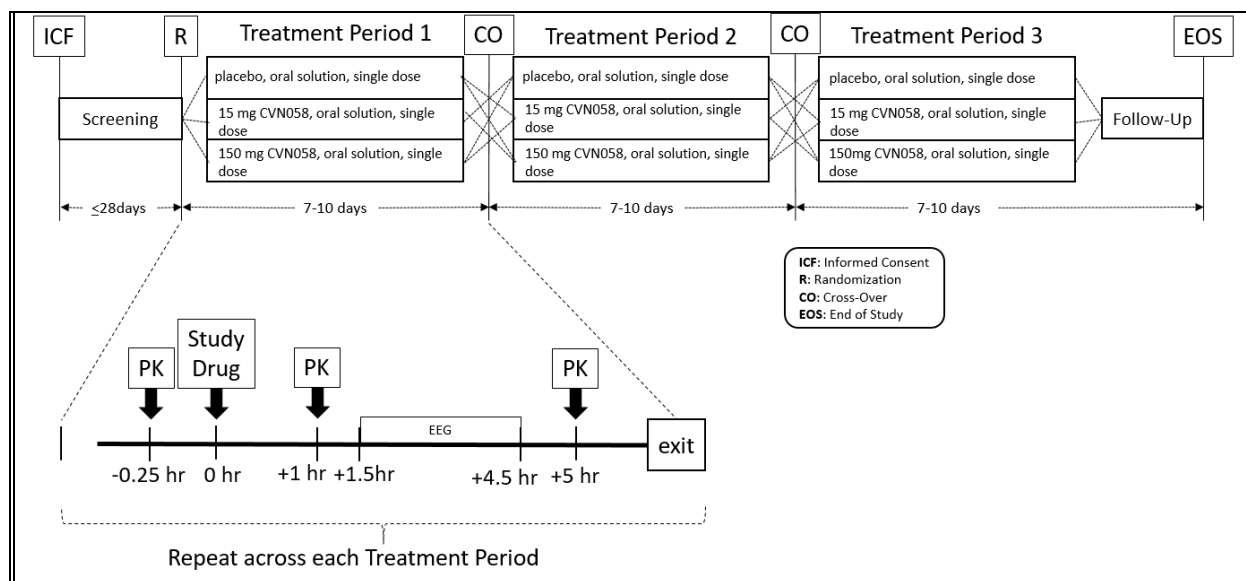 ICF
R
Treatment Period 1
CO
Treatment Period 2
CO
Treatment Period 3
EOS
Screening
placebo, oral solution, single dose
15 mg CVN058, oral solution, single
dose
150 mg CVN058, oral solution, single
dose
placebo, oral solution, single dose
15 mg CVN058, oral solution, single
dose
150 mg CVN058, oral solution, single
dose
placebo, oral solution, single dose
15 mg CVN058, oral solution, single
dose
150mg CVN058, oral solution, single
dose
Follow-Up
≤28days
7-10 days
7-10 days
7-10 days
ICF: Informed Consent
R: Randomization
CO: Cross-Over
EOS: End of Study
PK
Study
Drug
PK
PK
EEG
exit
-0.25 hr
0 hr
+1 hr
+1.5hr
+4.5 hr
+5 hr
Repeat across each Treatment Period